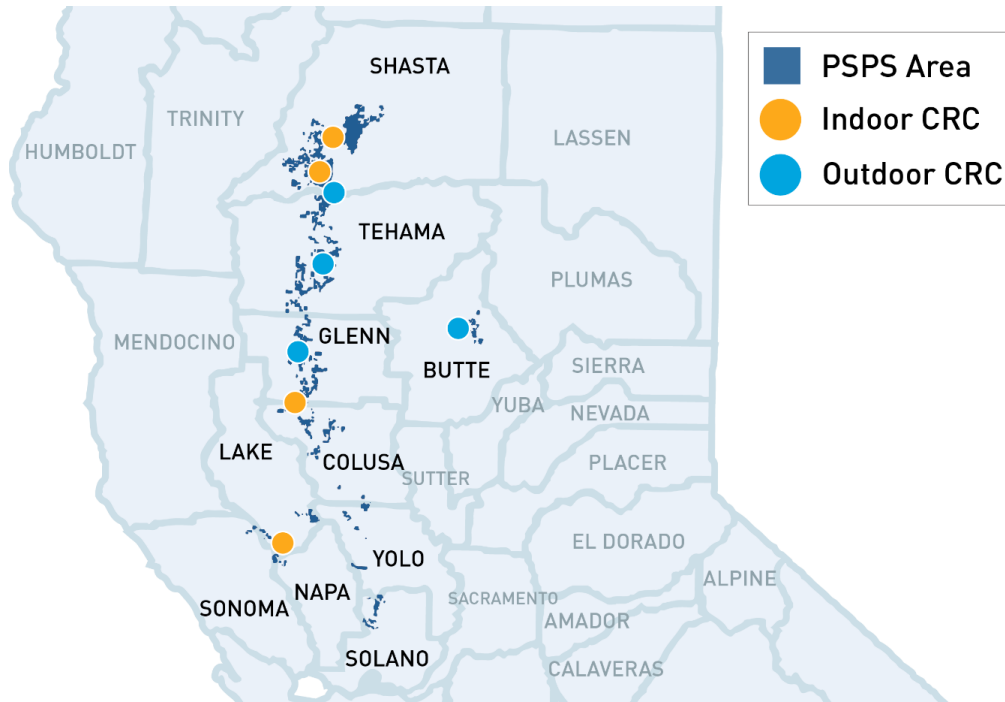 SHASTA
PSPS Area
TRINITY
Indoor CRC
LASSEN
HUMBOLDT
Outdoor CRC
TEHAMA
PLUMAS
MENDOCINO
GLENN
BUTTE
SIERRA
YUBA
NEVADA
LAKE
COLUSA
PLACER
SUTTER
EL DORADO
YOLO
ALPINE
NAPA
SACRAMENTO
SONOMA
AMADOR
SOLANO
CALAVERAS